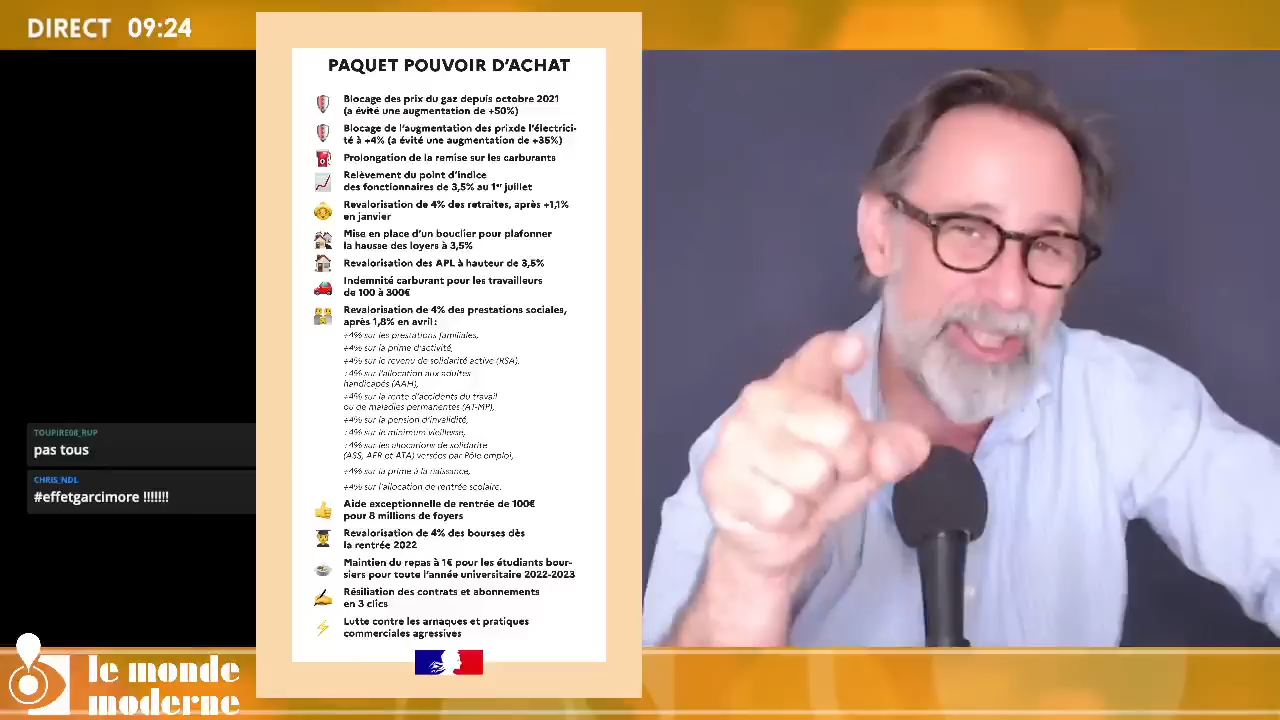 DIRECT 09:24
PAQUET POUVOIR D'ACHAT
Blocage des prix du gaz depuis octobre 2021
(a évité une augmentation de +50%)
Blocage de l'augmentation des prixde l'électrici-
té à +4% (a évité une augmentation de +35%)
Prolongation de la remise sur les carburants
Relèvement du point d'indice
des fonctionnaires de 3,5% au 1er juillet
Revalorisation de 4% des retraites, après +1,1%
en janvier
Mise en place d'un bouclier pour plafonner
la hausse des loyers à 3,5%
Revalorisation des APL à hauteur de 3,5%
Indemnité carburant pour les travailleurs
de 100 à 300€
Revalorisation de 4% des prestations sociales,
après 1,8% en avril :
+4% sur les prestations familiales,
+4% sur la prime d'activité,
+4% sur le revenu de solidarité active (RSA),
+4% sur l'allocation aux adultes
handicapés (AAH),
+4% sur la rente d'accidents du travail
ou de maladies permanentes (AT-MP),
+4% sur la pension d'invalidité,
+4% sur le minimum vieillesse,
+4% sur les allocations de solidarité
(ASS, AER et ATA) versées par Pôle emploi,
+4% sur la prime à la naissance,
+4% sur l'allocation de rentrée scolaire.
Aide exceptionnelle de rentrée de 100€
pour 8 millions de foyers
Revalorisation de 4% des bourses dès
la rentrée 2022
Maintien du repas à 1€ pour les étudiants bour-
siers pour toute l'année universitaire 2022-2023
Résiliation des contrats et abonnements
en 3 clics
Lutte contre les arnaques et pratiques
commerciales agressives
TOUPIRE08_RUP
pas tous
CHRIS_NDL
#effetgarcimore !!!!!!!
le monde
moderne